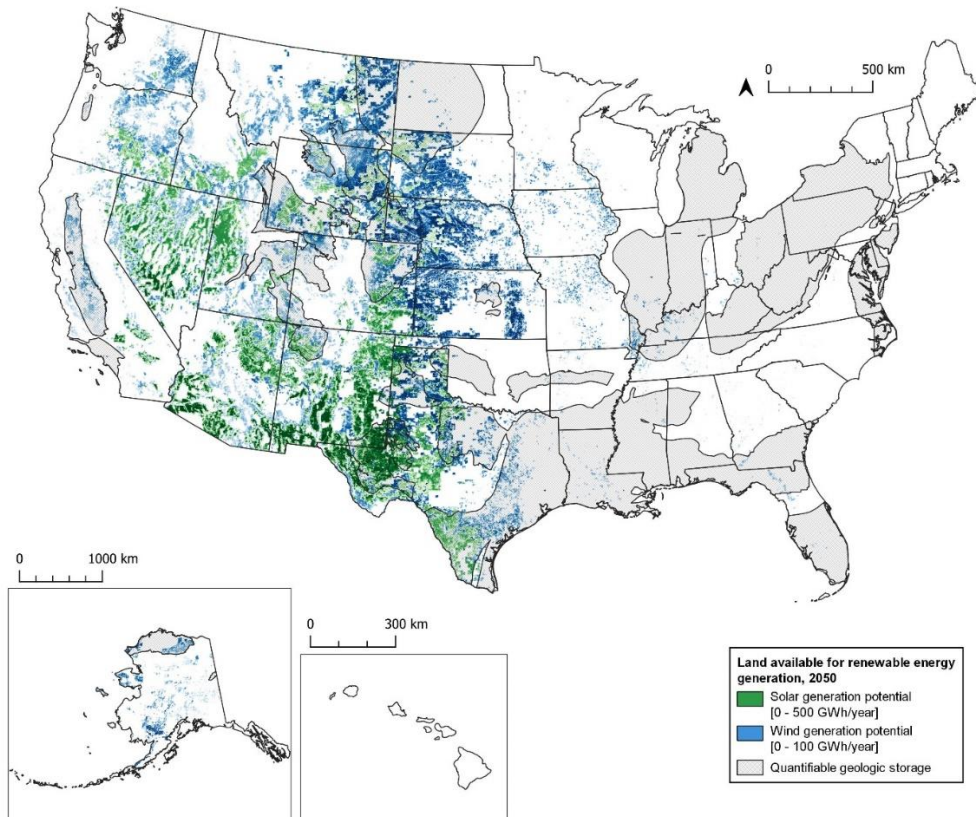 0 500 km
0 1000 km
0 300 km
Land available for renewable energy
generation, 2050
Solar generation potential
[0 - 500 GWh/year]
Wind generation potential
[0 - 100 GWh/year]
Quantifiable geologic storage